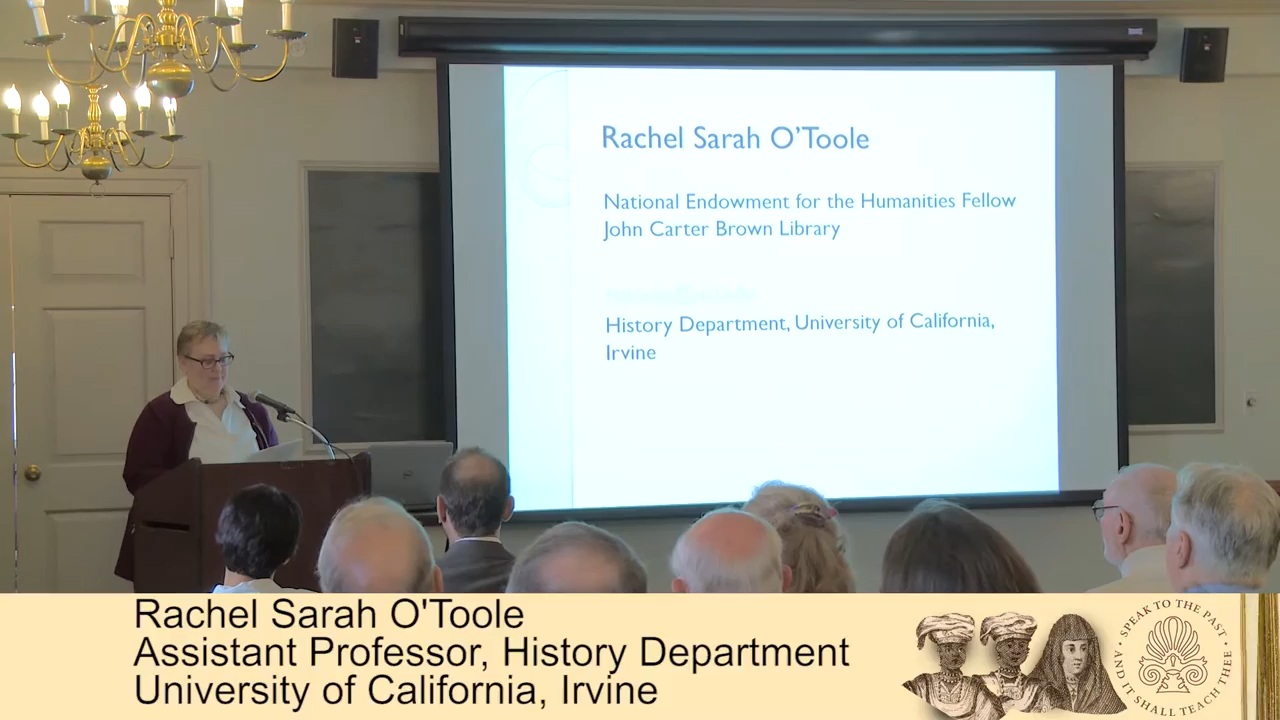 Rachel Sarah O'Toole
National Endowment for the Humanities Fellow
John Carter Brown Library
History Department, University of California,
Irvine
Rachel Sarah O'Toole
Assistant Professor, History Department
University of California, Irvine
SPEAK TO THE PAST
AND IT SHALL TEACH THEE